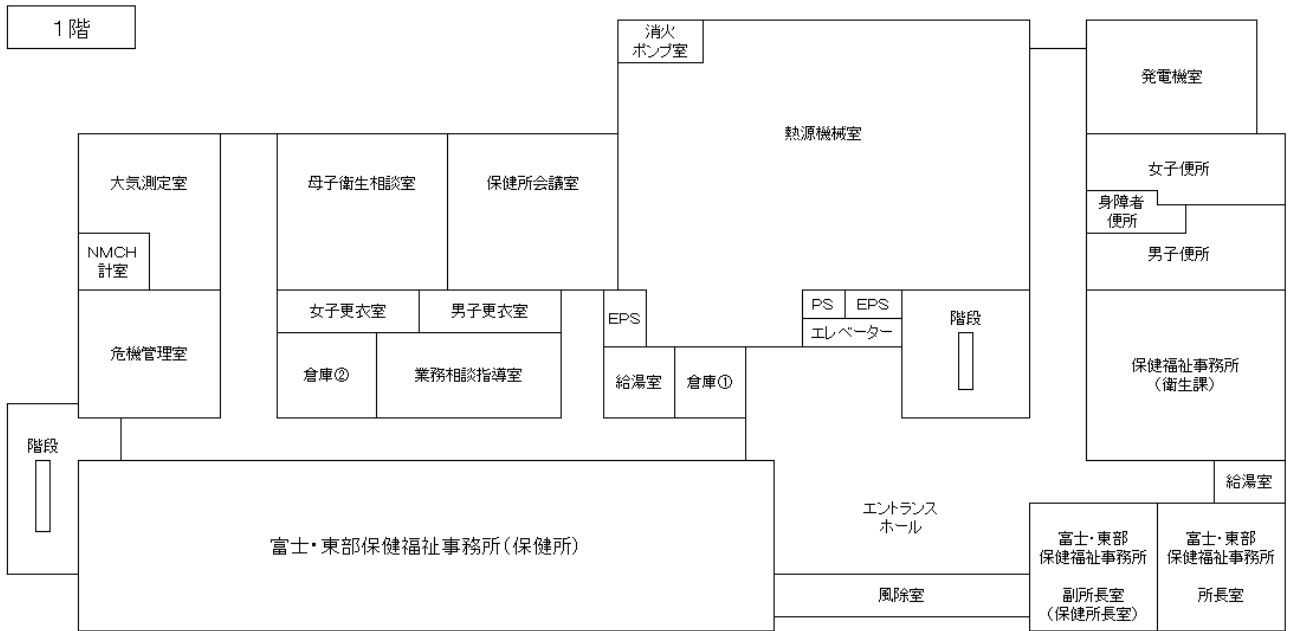 1階
消火
ポンプ室
発電機室
熱源機械室
大気測定室
母子衛生相談室
保健所会議室
女子便所
身障者
便所
NMCH
計室
男子便所
女子更衣室
男子更衣室
EPS
PS
EPS
エレベーター
階段
危機管理室
倉庫②
業務相談指導室
給湯室
倉庫①
保健福祉事務所
(衛生課)
階段
給湯室
エントランス
ホール
富士・東部保健福祉事務所(保健所)
富士・東部
保健福祉事務所
副所長室
(保健所長室)
富士・東部
保健福祉事務所
所長室
風除室